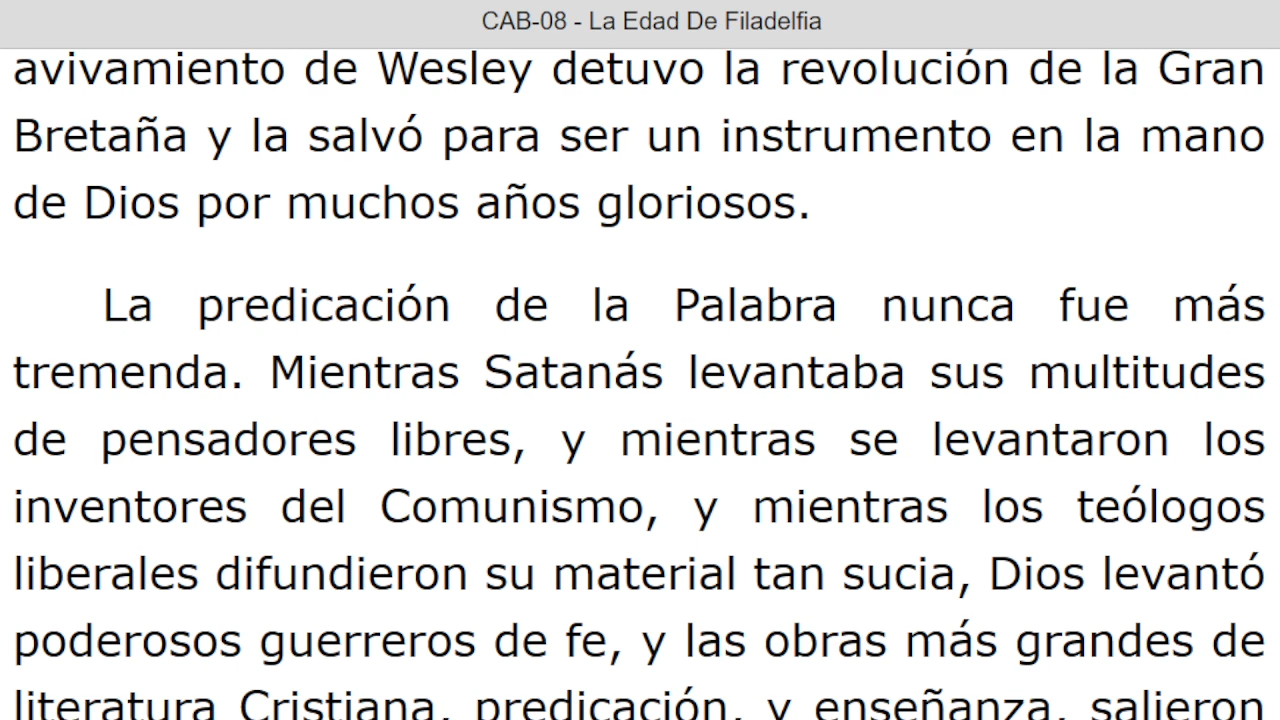 CAB-08 - La Edad De Filadelfia
avivamiento de Wesley detuvo la revolución de la Gran
Bretaña y la salvó para ser un instrumento en la mano
de Dios por muchos años gloriosos.
La predicación de la Palabra nunca fue más
tremenda. Mientras Satanás levantaba sus multitudes
de pensadores libres, y mientras se levantaron los
inventores del Comunismo, y mientras los teólogos
liberales difundieron su material tan sucia, Dios levantó
poderosos guerreros de fe, y las obras más grandes de
literatura Cristiana, predicación, y enseñanza, salieron